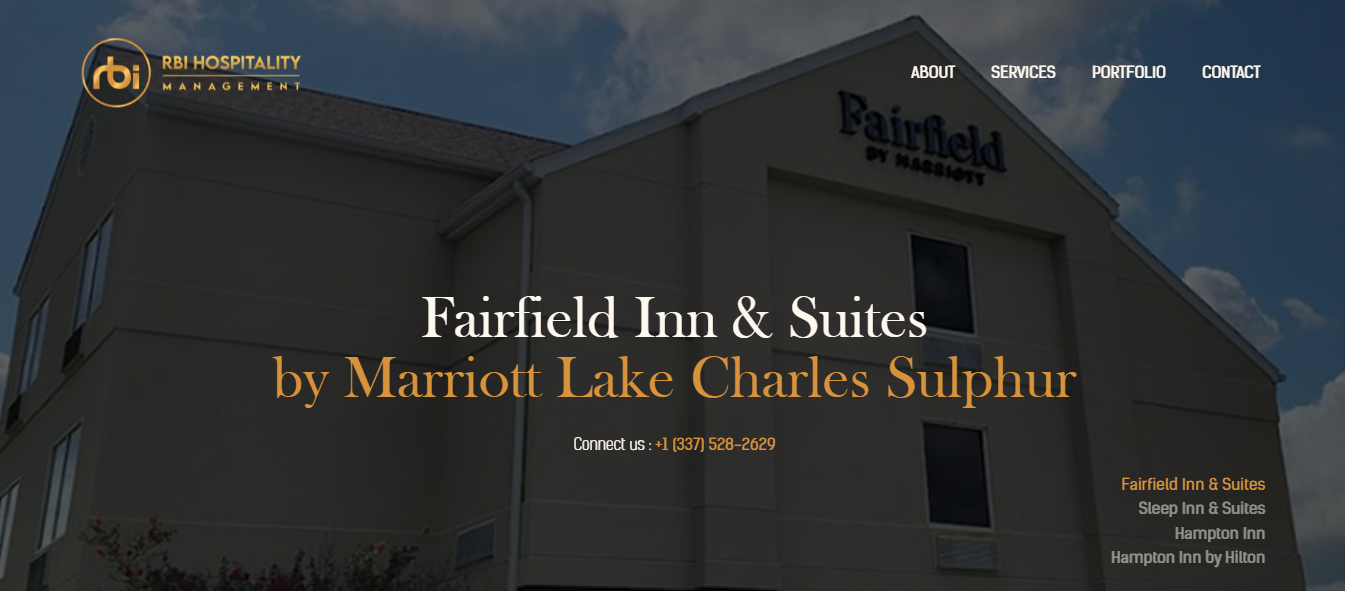 rbi
RBI HOSPITALITY
MANAGEMENT
ABOUT SERVICES PORTFOLIO CONTACT
Fairfield
BY MARRIOTT
Fairfield Inn & Suites
by Marriott Lake Charles Sulphur
Connect us : +1 (337) 528-2629
Fairfield Inn & Suites
Sleep Inn & Suites
Hampton Inn
Hampton Inn by Hilton